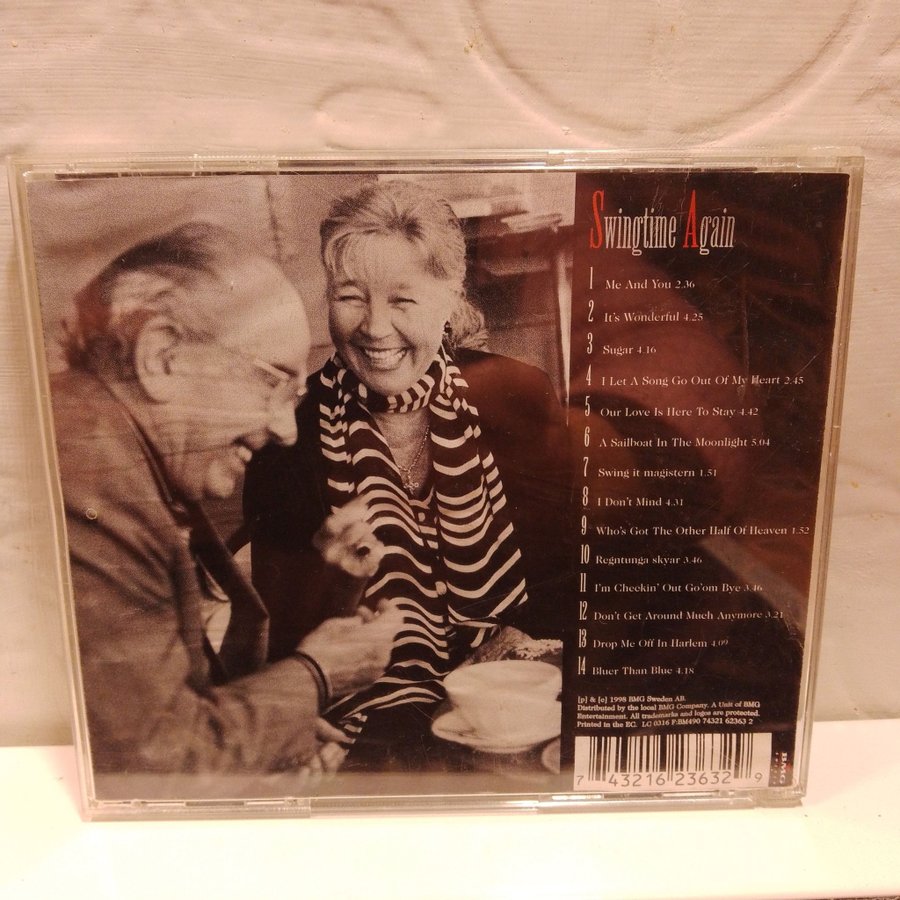 Swingtime Again
1 Me And You 2.36
2 It's Wonderful 4.25
3 Sugar 4.16
4 I Let A Song Go Out Of My Heart 2.45
5 Our Love Is Here To Stay 4.42
6 A Sailboat In The Moonlight 5.04
7 Swing it magistern 1.51
8 I Don't Mind 4.31
9 Who's Got The Other Half Of Heaven 1.52
10 Regntunga skyar 3.46
11 I'm Checkin' Out Go'om Bye 3.46
12 Don't Get Around Much Anymore 3.21
13 Drop Me Off In Harlem 4.09
14 Bluer Than Blue 4.18
[p] & [c] 1998 BMG Sweden AB.
Distributed by the local BMG Company. A Unit of BMG
Entertainment. All trademarks and logos are protected.
Printed in the EC. LC 0316 F:BM490 74321 62363 2
7 43216 23632 9